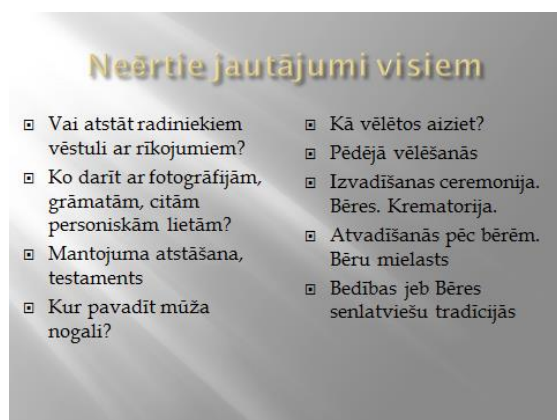 Neērtie jautājumi visiem
Vai atstāt radiniekiem
vēstuli ar rīkojumiem?
Ko darīt ar fotogrāfijām,
grāmatām, citām
personiskām lietām?
Mantojuma atstāšana,
testaments
Kur pavadīt mūža
nogali?
Kā vēlētos aiziet?
Pēdējā vēlēšanās
Izvadīšanas ceremonija.
Bēres. Krematorija.
Atvadīšanās pēc bērēm.
Bēru mielasts
Bedības jeb Bēres
senlatviešu tradīcijās